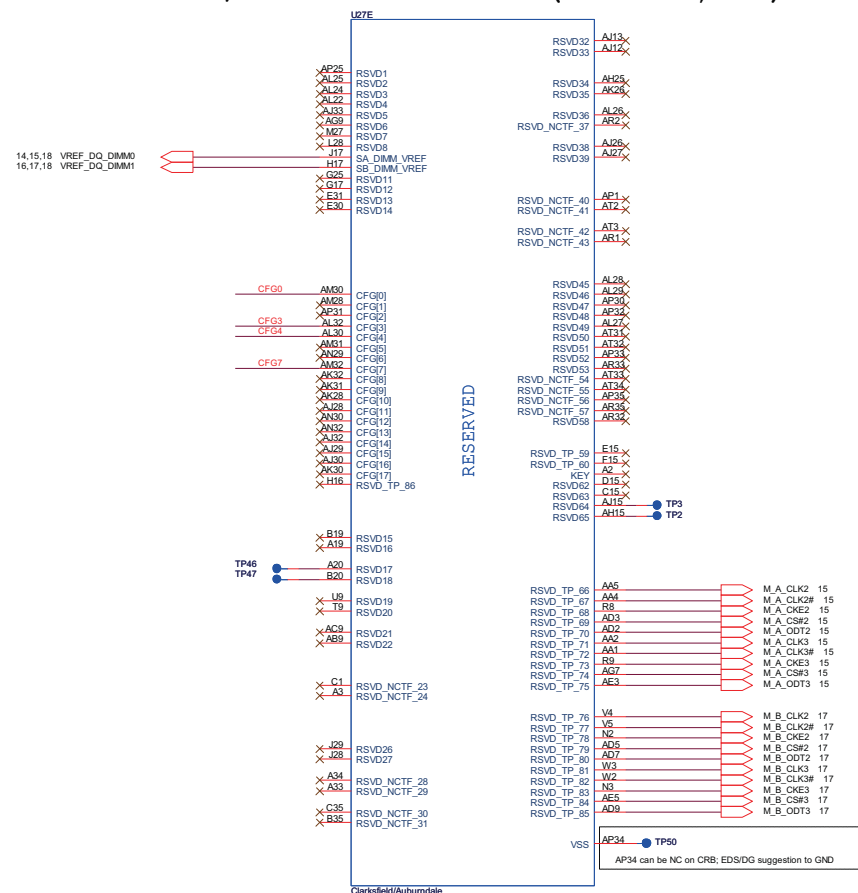 U27E
AP25 RSVD1
AL25 RSVD2
AL24 RSVD3
AL22 RSVD4
AJ33 RSVD5
AG9 RSVD6
M27 RSVD7
L28 RSVD8
14,15,18 VREF_DQ_DIMM0 J17 SA_DIMM_VREF
16,17,18 VREF_DQ_DIMM1 H17 SB_DIMM_VREF
G25 RSVD11
G17 RSVD12
E31 RSVD13
E30 RSVD14
CFG0 AM30 CFG[0]
AM28 CFG[1]
AP31 CFG[2]
CFG3 AL32 CFG[3]
CFG4 AL30 CFG[4]
AM31 CFG[5]
AN29 CFG[6]
CFG7 AM32 CFG[7]
AK32 CFG[8]
AK31 CFG[9]
AK28 CFG[10]
AJ28 CFG[11]
AN30 CFG[12]
AN32 CFG[13]
AJ32 CFG[14]
AJ29 CFG[15]
AJ30 CFG[16]
AK30 CFG[17]
H16 RSVD_TP_86
B19 RSVD15
A19 RSVD16
TP46 A20 RSVD17
TP47 B20 RSVD18
U9 RSVD19
T9 RSVD20
AC9 RSVD21
AB9 RSVD22
C1 RSVD_NCTF_23
A3 RSVD_NCTF_24
J29 RSVD26
J28 RSVD27
A34 RSVD_NCTF_28
A33 RSVD_NCTF_29
C35 RSVD_NCTF_30
B35 RSVD_NCTF_31
RESERVED
RSVD32 AJ13
RSVD33 AJ12
RSVD34 AH25
RSVD35 AK26
RSVD36 AL26
RSVD_NCTF_37 AR2
RSVD38 AJ26
RSVD39 AJ27
RSVD_NCTF_40 AP1
RSVD_NCTF_41 AT2
RSVD_NCTF_42 AT3
RSVD_NCTF_43 AR1
RSVD45 AL28
RSVD46 AL29
RSVD47 AP30
RSVD48 AP32
RSVD49 AL27
RSVD50 AT31
RSVD51 AT32
RSVD52 AP33
RSVD53 AR33
RSVD_NCTF_54 AT33
RSVD_NCTF_55 AT34
RSVD_NCTF_56 AP35
RSVD_NCTF_57 AR35
RSVD58 AR32
RSVD_TP_59 E15
RSVD_TP_60 F15
KEY A2
RSVD62 D15
RSVD63 C15
RSVD64 AJ15 TP3
RSVD65 AH15 TP2
RSVD_TP_66 AA5 M_A_CLK2 15
RSVD_TP_67 AA4 M_A_CLK2# 15
RSVD_TP_68 R8 M_A_CKE2 15
RSVD_TP_69 AD3 M_A_CS#2 15
RSVD_TP_70 AD2 M_A_ODT2 15
RSVD_TP_71 AA2 M_A_CLK3 15
RSVD_TP_72 AA1 M_A_CLK3# 15
RSVD_TP_73 R9 M_A_CKE3 15
RSVD_TP_74 AG7 M_A_CS#3 15
RSVD_TP_75 AE3 M_A_ODT3 15
RSVD_TP_76 V4 M_B_CLK2 17
RSVD_TP_77 V5 M_B_CLK2# 17
RSVD_TP_78 N2 M_B_CKE2 17
RSVD_TP_79 AD5 M_B_CS#2 17
RSVD_TP_80 AD7 M_B_ODT2 17
RSVD_TP_81 W3 M_B_CLK3 17
RSVD_TP_82 W2 M_B_CLK3# 17
RSVD_TP_83 N3 M_B_CKE3 17
RSVD_TP_84 AE5 M_B_CS#3 17
RSVD_TP_85 AD9 M_B_ODT3 17
VSS AP34 TP50
AP34 can be NC on CRB; EDS/DG suggestion to GND
Clarksfield/Auburndale